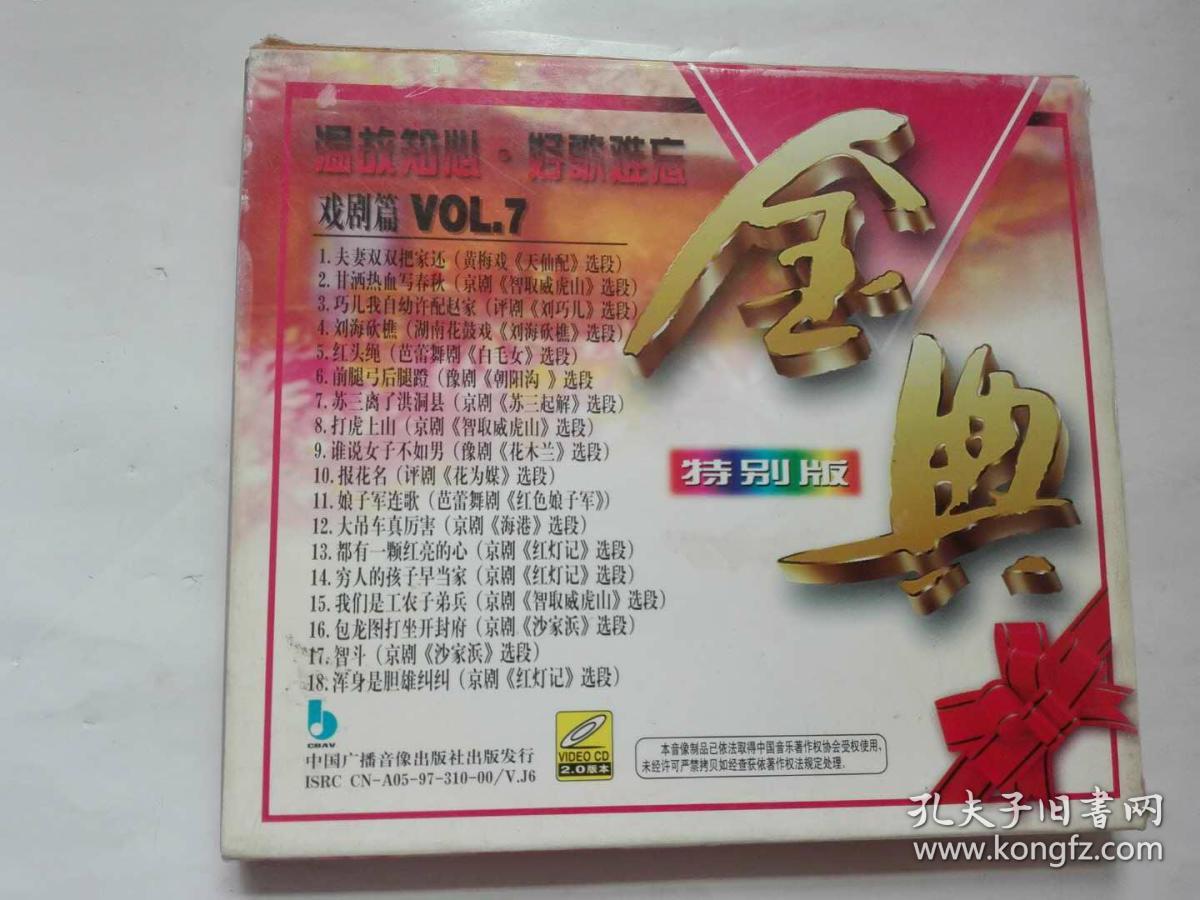 温故知心·好歌难忘
戏剧篇 VOL.7
1.夫妻双双把家还（黄梅戏《天仙配》选段）
2.甘洒热血写春秋（京剧《智取威虎山》选段）
3.巧儿我自幼许配赵家（评剧《刘巧儿》选段）
4.刘海砍樵（湖南花鼓戏《刘海砍樵》选段）
5.红头绳（芭蕾舞剧《白毛女》选段）
6.前腿弓后腿蹬（豫剧《朝阳沟 》选段
7.苏三离了洪洞县（京剧《苏三起解》选段）
8.打虎上山（京剧《智取威虎山》选段）
9.谁说女子不如男（豫剧《花木兰》选段）
10.报花名（评剧《花为媒》选段）
11.娘子军连歌（芭蕾舞剧《红色娘子军》）
12.大吊车真厉害（京剧《海港》选段）
13.都有一颗红亮的心（京剧《红灯记》选段）
14.穷人的孩子早当家（京剧《红灯记》选段）
15.我们是工农子弟兵（京剧《智取威虎山》选段）
16.包龙图打坐开封府（京剧《沙家浜》选段）
17.智斗（京剧《沙家浜》选段）
18.浑身是胆雄纠纠（京剧《红灯记》选段）
金典
特别版
CBAV
中国广播音像出版社出版发行
ISRC CN-A05-97-310-00/V.J6
VIDEO CD
2.0版本
本音像制品已依法取得中国音乐著作权协会受权使用、
未经许可严禁拷贝如经查获依著作权法规定处理.
孔夫子旧书网
www.kongfz.com